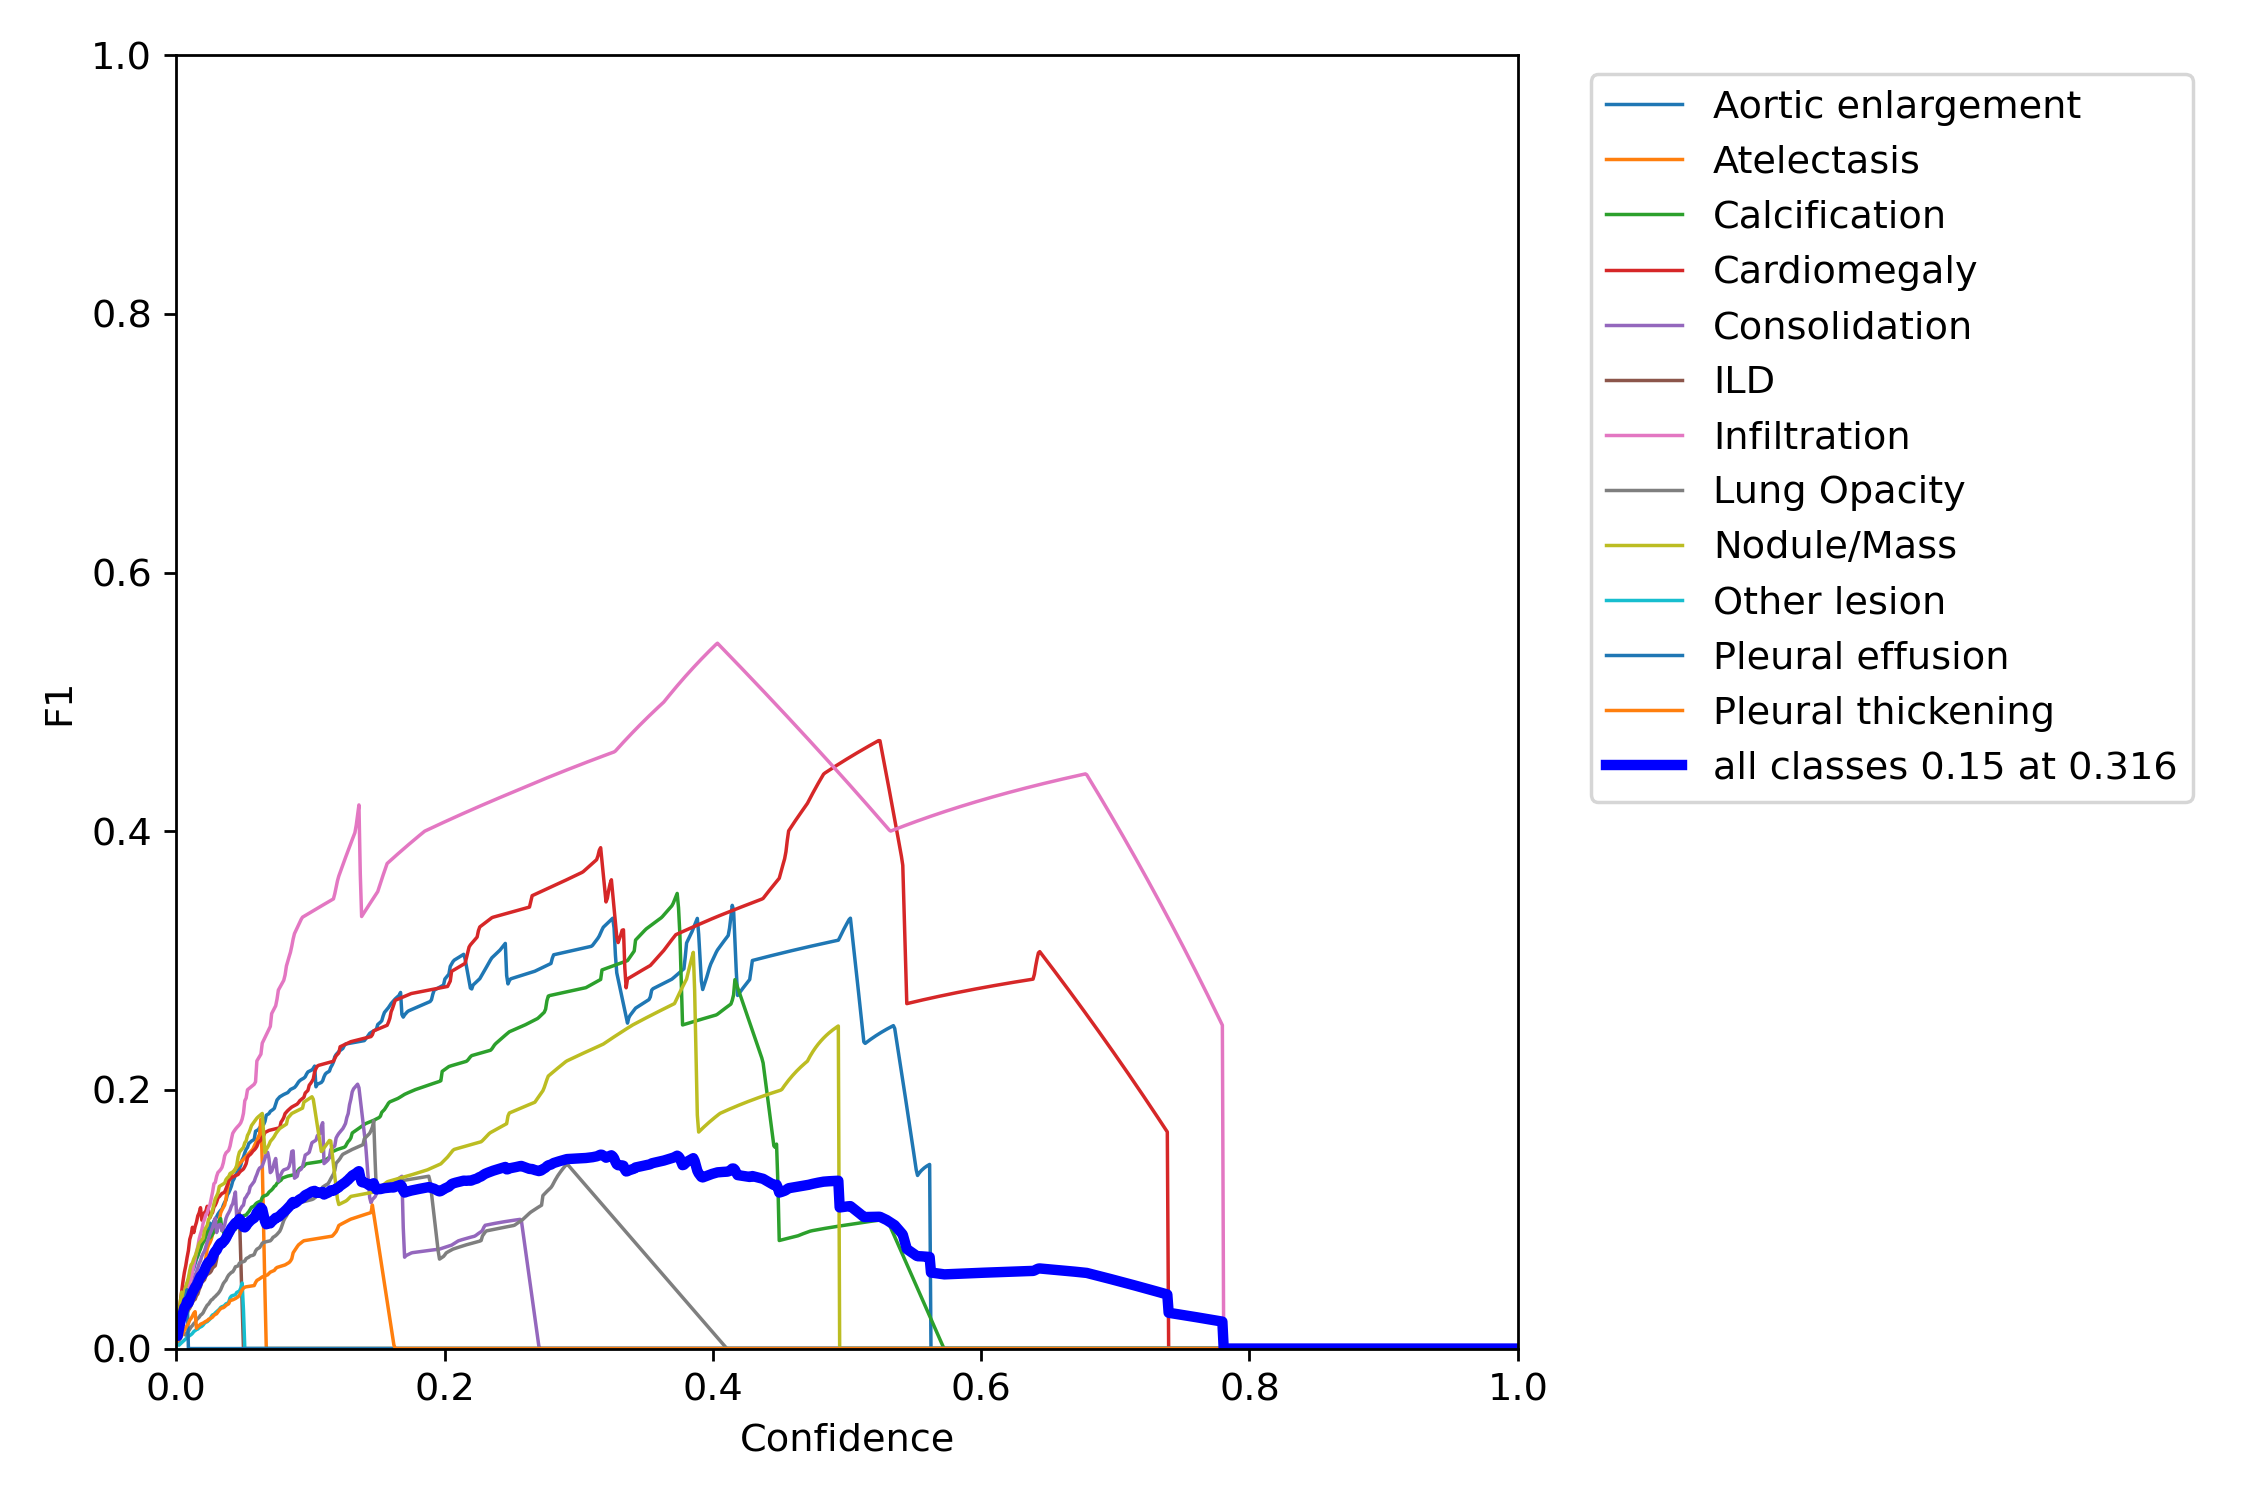 1.0
0.8
0.6
0.4
0.2
0.0
F1
0.0 0.2 0.4 0.6 0.8 1.0
Confidence
Aortic enlargement
Atelectasis
Calcification
Cardiomegaly
Consolidation
ILD
Infiltration
Lung Opacity
Nodule/Mass
Other lesion
Pleural effusion
Pleural thickening
all classes 0.15 at 0.316